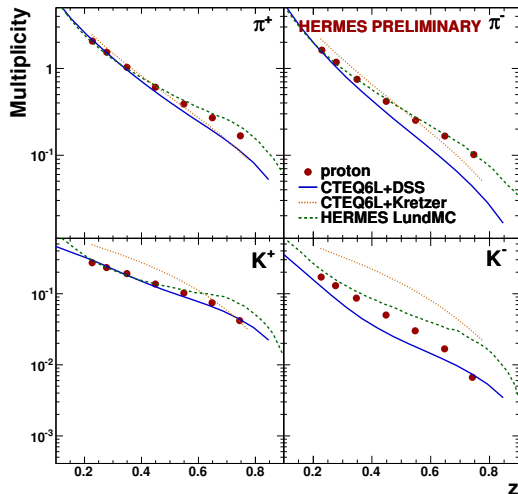 π⁺
HERMES PRELIMINARY π⁻
Multiplicity
1
10⁻¹
proton
CTEQ6L+DSS
CTEQ6L+Kretzer
HERMES LundMC
K⁺
K⁻
10⁻¹
10⁻²
10⁻³
0.2 0.4 0.6 0.8 0.2 0.4 0.6 0.8
z